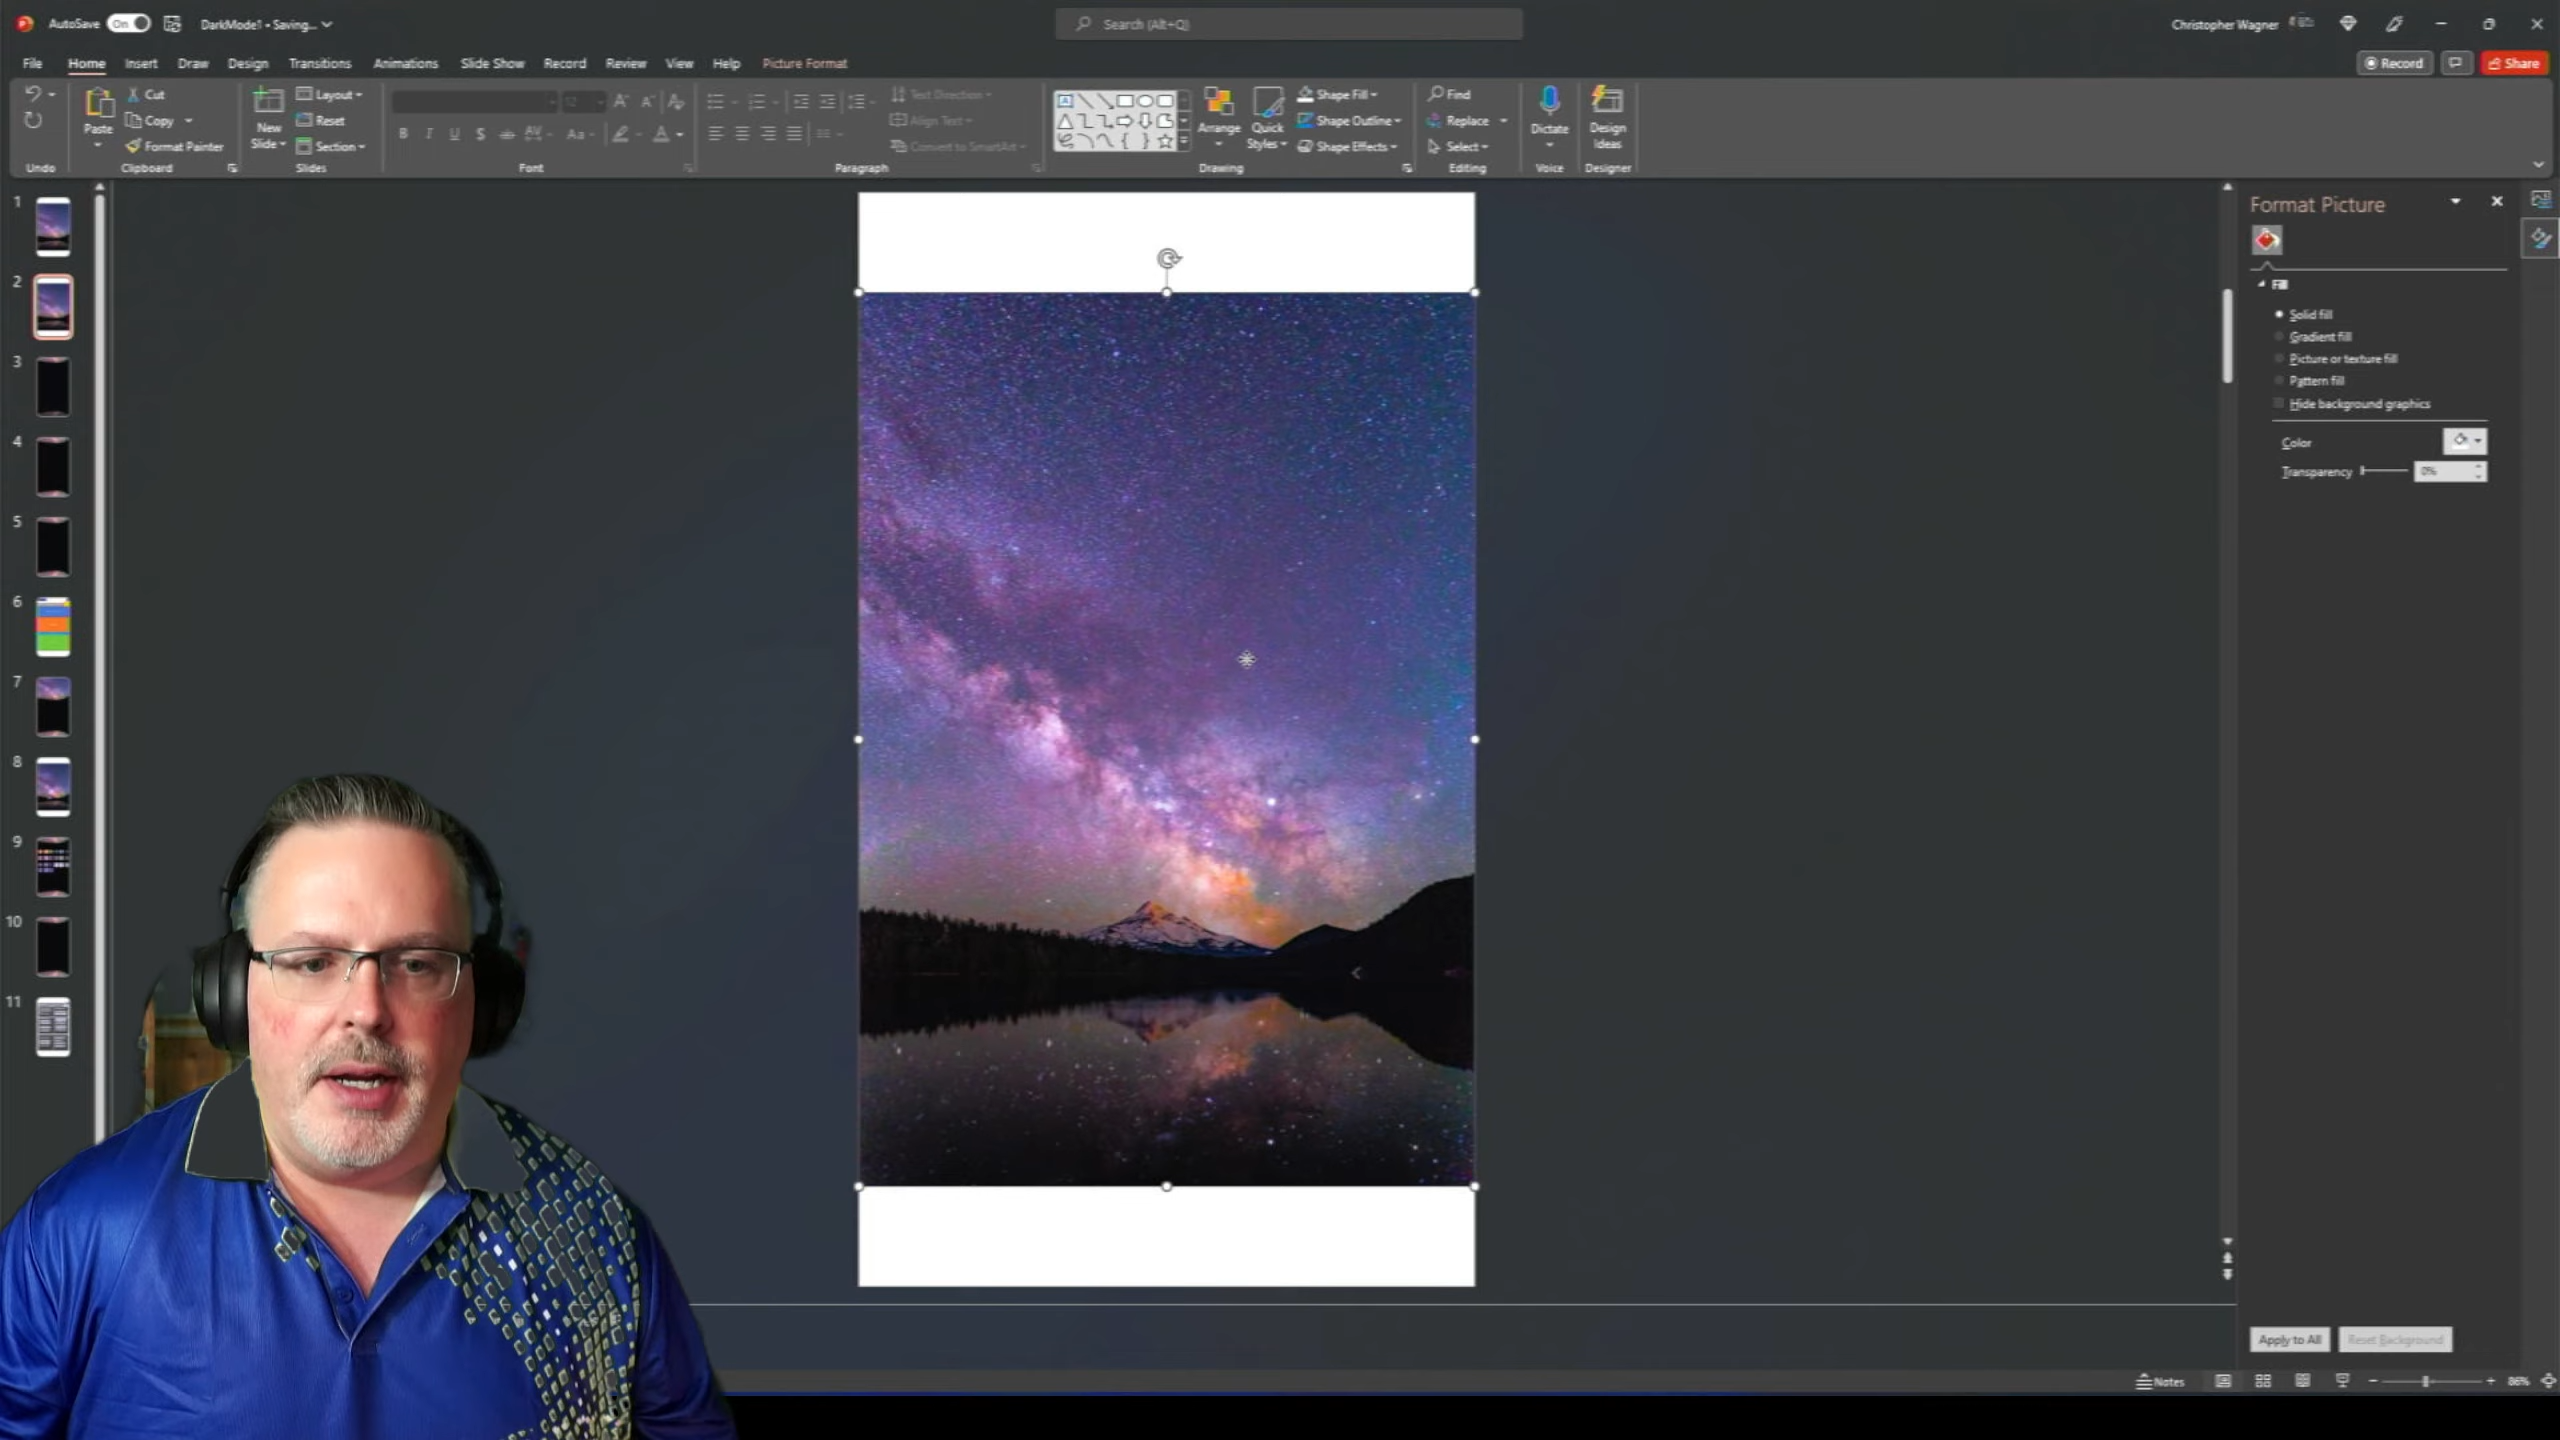 AutoSave On DarkMode1 • Saving... Search (Alt+Q) Christopher Wagner
File Home Insert Draw Design Transitions Animations Slide Show Record Review View Help Picture Format Record Share
Cut Layout 12 Text Direction Shape Fill Find
Copy Reset Align Text Shape Outline Replace
Paste New Slide Arrange Quick Styles Dictate Design Ideas
Format Painter Section Convert to SmartArt Shape Effects Select
Undo Clipboard Slides Font Paragraph Drawing Editing Voice Designer
1
2
3
4
5
6
7
8
9
10
11
Format Picture
Fill
Solid fill
Gradient fill
Picture or texture fill
Pattern fill
Hide background graphics
Color
Transparency 0%
Apply to All Reset Background
Notes 86%